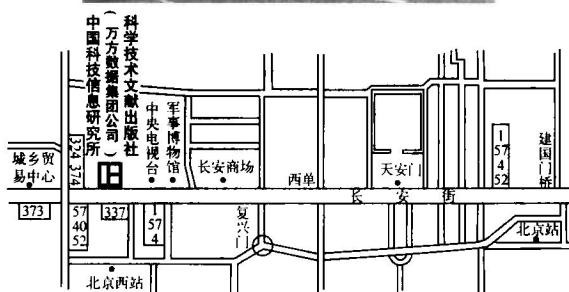 科学技术文献出版社
（万方数据集团公司）
中国科技信息研究所
军事博物馆
中央电视台
324 374
城乡贸
易中心
长安商场
西单
天安门
1
57
4
52
建国门桥
长安街
373
57
40
52
337
1
57
4
复兴门
北京站
北京西站